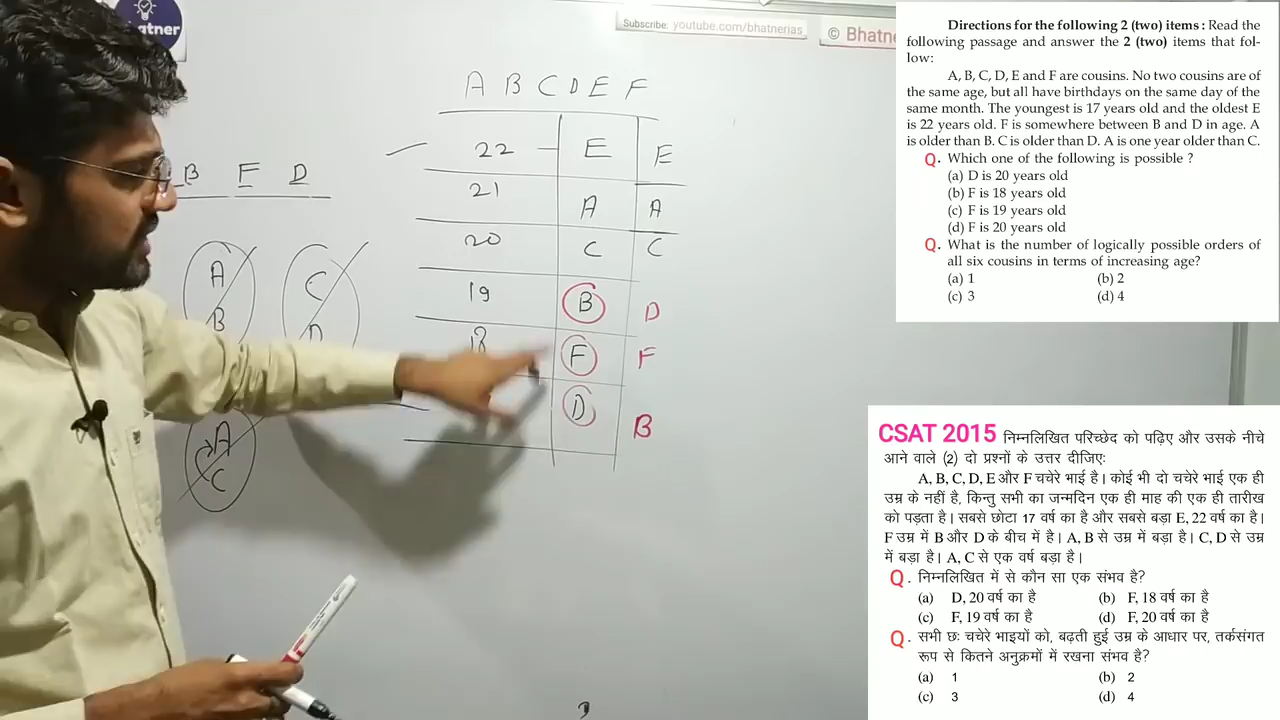 hatner
Subscribe: youtube.com/bhatnerias
© Bhatne
A B C D E F
22 — E E
21 A A
20 C C
19 B D
18 F F
D B
B F D
A
B
C
D
A
C
Directions for the following 2 (two) items : Read the
following passage and answer the 2 (two) items that fol-
low:
A, B, C, D, E and F are cousins. No two cousins are of
the same age, but all have birthdays on the same day of the
same month. The youngest is 17 years old and the oldest E
is 22 years old. F is somewhere between B and D in age. A
is older than B. C is older than D. A is one year older than C.
Q. Which one of the following is possible ?
(a) D is 20 years old
(b) F is 18 years old
(c) F is 19 years old
(d) F is 20 years old
Q. What is the number of logically possible orders of
all six cousins in terms of increasing age?
(a) 1 (b) 2
(c) 3 (d) 4
CSAT 2015 निम्नलिखित परिच्छेद को पढ़िए और उसके नीचे
आने वाले (2) दो प्रश्नों के उत्तर दीजिए:
A, B, C, D, E और F चचेरे भाई है। कोई भी दो चचेरे भाई एक ही
उम्र के नहीं है, किन्तु सभी का जन्मदिन एक ही माह की एक ही तारीख
को पड़ता है। सबसे छोटा 17 वर्ष का है और सबसे बड़ा E, 22 वर्ष का है।
F उम्र में B और D के बीच में है। A, B से उम्र में बड़ा है। C, D से उम्र
में बड़ा है। A, C से एक वर्ष बड़ा है।
Q. निम्नलिखित में से कौन सा एक संभव है?
(a) D, 20 वर्ष का है (b) F, 18 वर्ष का है
(c) F, 19 वर्ष का है (d) F, 20 वर्ष का है
Q. सभी छः चचेरे भाइयों को, बढ़ती हुई उम्र के आधार पर, तर्कसंगत
रूप से कितने अनुक्रमों में रखना संभव है?
(a) 1 (b) 2
(c) 3 (d) 4